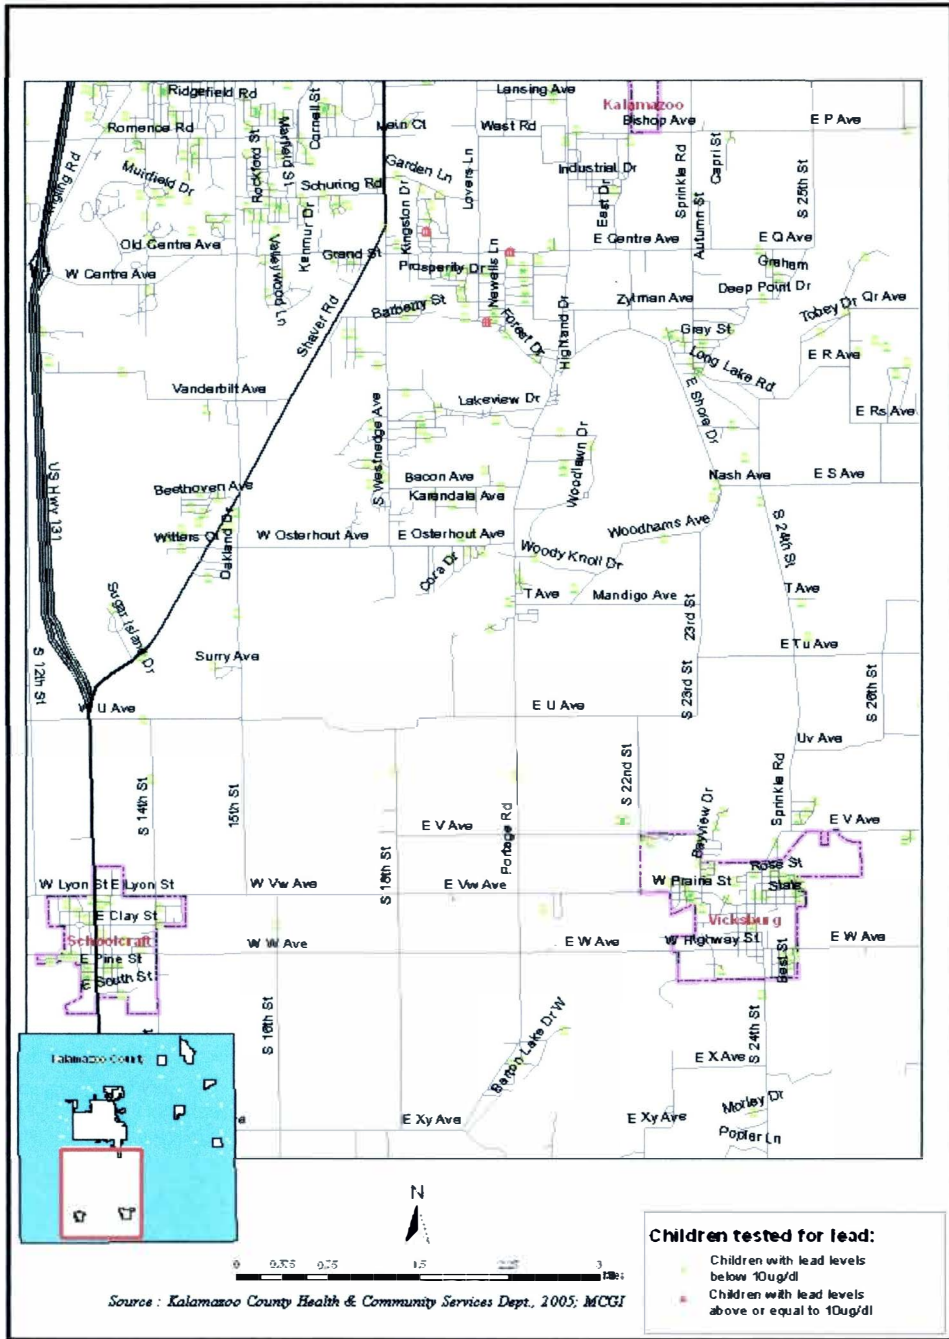 Ridgefield Rd
Cornell St
Lansing Ave
Kalamazoo
Romence Rd
Marfield St
Main Ct
West Rd
Bishop Ave
E P Ave
Rockford St
Garden Ln
Lovers Ln
Industrial Dr
Sprinkle Rd
Capri St
Muirfield Dr
Schuring Rd
East Dr
S 25th St
Kingston Dr
Autumn St
Old Centre Ave
Kenmur Dr
Grand St
Newells Ln
E Centre Ave
E Q Ave
W Centre Ave
Valleywood Ln
Prosperity Dr
Graham
Deep Point Dr
Shaver Rd
Barberry St
Forest Dr
Highland Dr
Zylman Ave
Tobey Dr
Qr Ave
Gray St
Long Lake Rd
E R Ave
Vanderbilt Ave
Lakeview Dr
E Shore Dr
E Rs Ave
US Hwy 131
S Westnedge Ave
Woodlawn Dr
Beethoven Ave
Bacon Ave
Nash Ave
E S Ave
Karendale Ave
Witters Ct
Oakland Dr
W Osterhout Ave
E Osterhout Ave
Woodhams Ave
S 24th St
Cora Dr
Woody Knoll Dr
Sugar Island Dr
T Ave
Mandigo Ave
T Ave
23rd St
S 12th St
Surry Ave
E Tu Ave
W U Ave
E U Ave
S 23rd St
S 26th St
Uv Ave
S 14th St
15th St
S 22nd St
Sprinkle Rd
E V Ave
Portage Rd
Bayview Dr
E V Ave
S 18th St
Rose St
W Lyon St
E Lyon St
W Vw Ave
E Vw Ave
W Prairie St
State
E Clay St
Vicksburg
Schoolcraft
W W Ave
E W Ave
W Highway St
E W Ave
E Pine St
Best St
E South St
S 16th St
Barton Lake Dr W
S 24th St
E X Ave
Morley Dr
E Xy Ave
E Xy Ave
Popler Ln
N
0
0.75
1.5
3
Children tested for lead:
Children with lead levels
below 10ug/dl
Children with lead levels
above or equal to 10ug/dl
Source : Kalamazoo County Health & Community Services Dept., 2005; MCGI